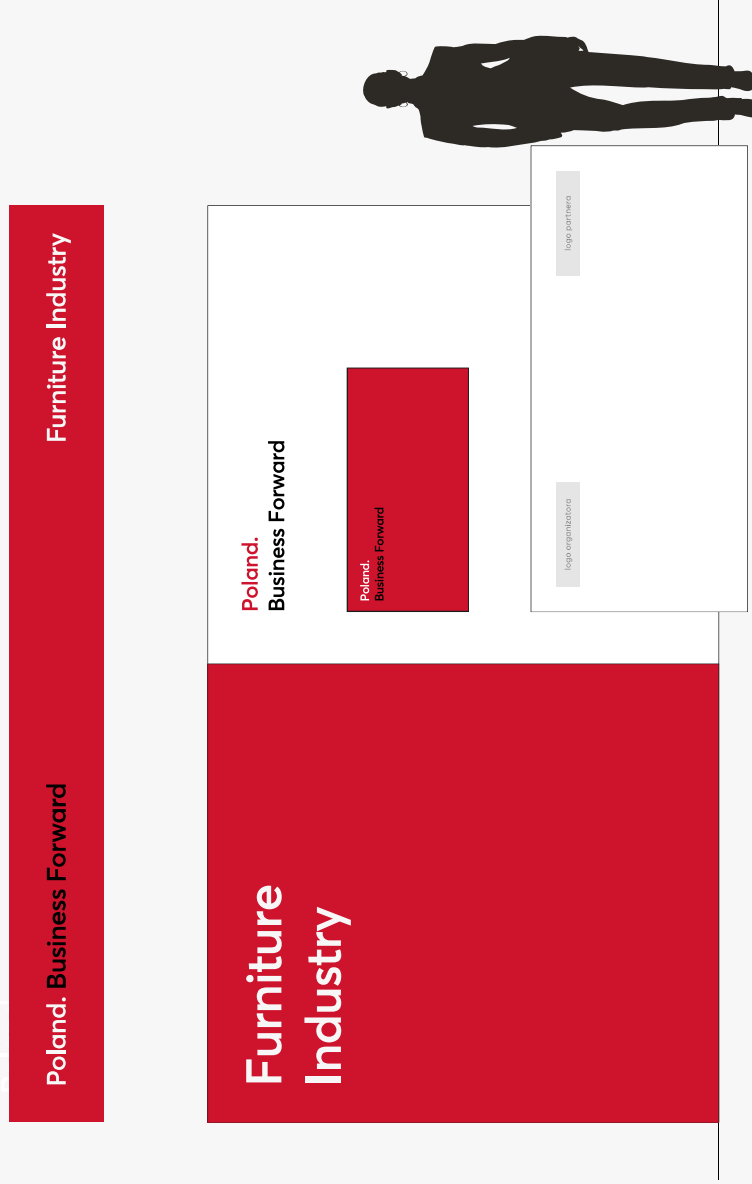 Poland. Business Forward
Furniture Industry
Furniture
Industry
Poland.
Business Forward
Poland.
Business Forward
logo organizatora
logo partnera